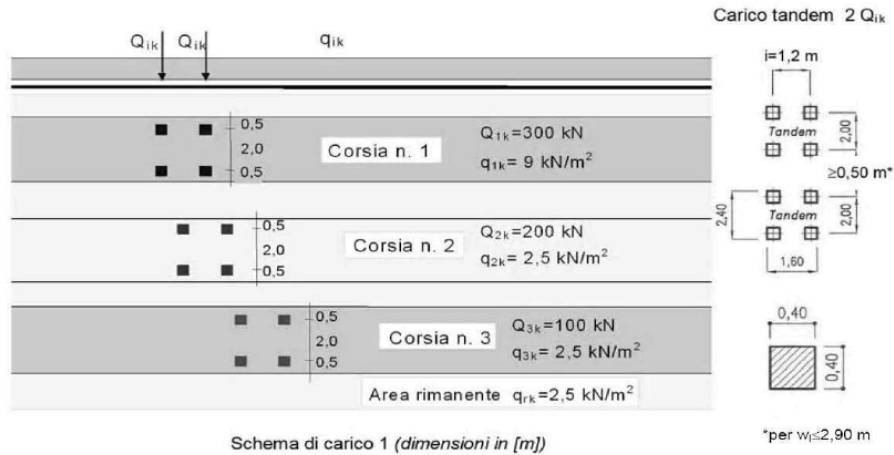 Carico tandem 2 Qik
Qik Qik qik
i=1,2 m
0,5
2,0
0,5
Corsia n. 1
Q1k=300 kN
q1k= 9 kN/m²
Tandem
2,00
≥0,50 m*
0,5
2,0
0,5
Corsia n. 2
Q2k=200 kN
q2k= 2,5 kN/m²
2,40
Tandem
2,00
1,60
0,5
2,0
0,5
Corsia n. 3
Q3k=100 kN
q3k= 2,5 kN/m²
0,40
0,40
Area rimanente qrk=2,5 kN/m²
*per wl≤2,90 m
Schema di carico 1 (dimensioni in [m])